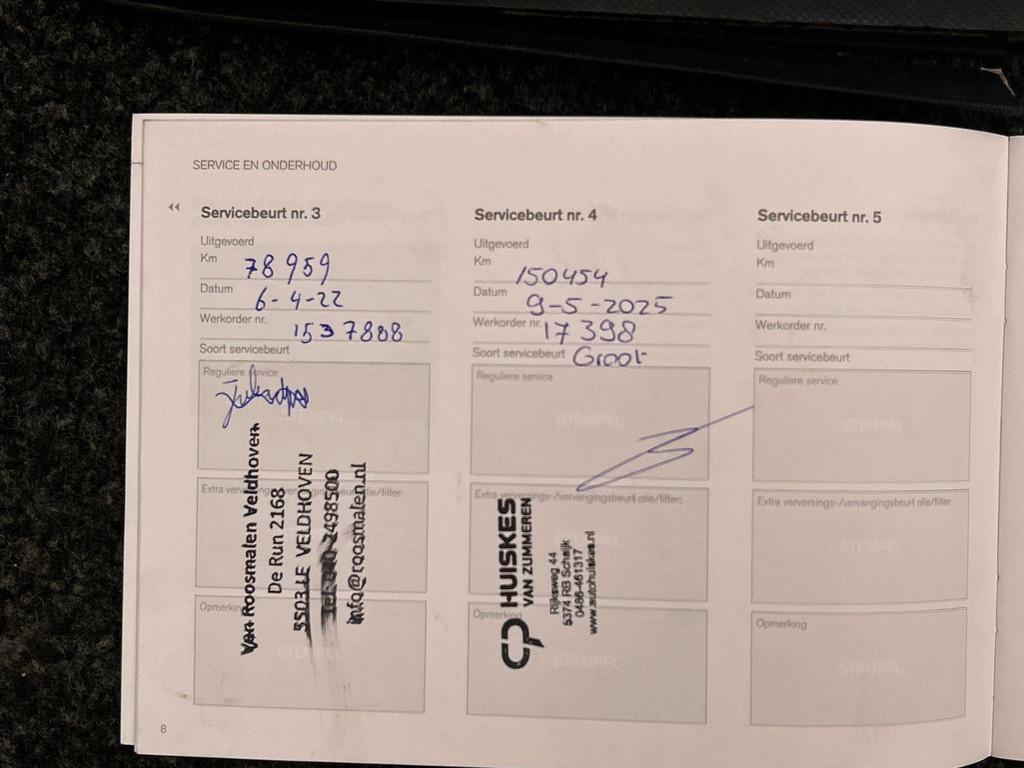 SERVICE EN ONDERHOUD
Servicebeurt nr. 3
Uitgevoerd
Km 78959
Datum 6-4-22
Werkorder nr. 1537808
Soort servicebeurt
Reguliere service
Van Roosmalen Veldhoven
De Run 2168
5503 LE VELDHOVEN
2498500
info@roosmalen.nl
Extra olie/filter:
Opmerking
STEMPEL
Servicebeurt nr. 4
Uitgevoerd
Km 150454
Datum 9-5-2025
Werkorder nr. 17398
Soort servicebeurt Groot
Reguliere service
STEMPEL
Extra verversings-/vervangingsbeurt olie/filter:
CP HUISKES
VAN ZUMMEREN
Rijksweg 44
5374 RB Schaijk
0486-461317
www.autohuiskes.nl
Opmerking
STEMPEL
Servicebeurt nr. 5
Uitgevoerd
Km
Datum
Werkorder nr.
Soort servicebeurt
Reguliere service
STEMPEL
Extra verversings-/vervangingsbeurt olie/filter:
STEMPEL
Opmerking
STEMPEL
8